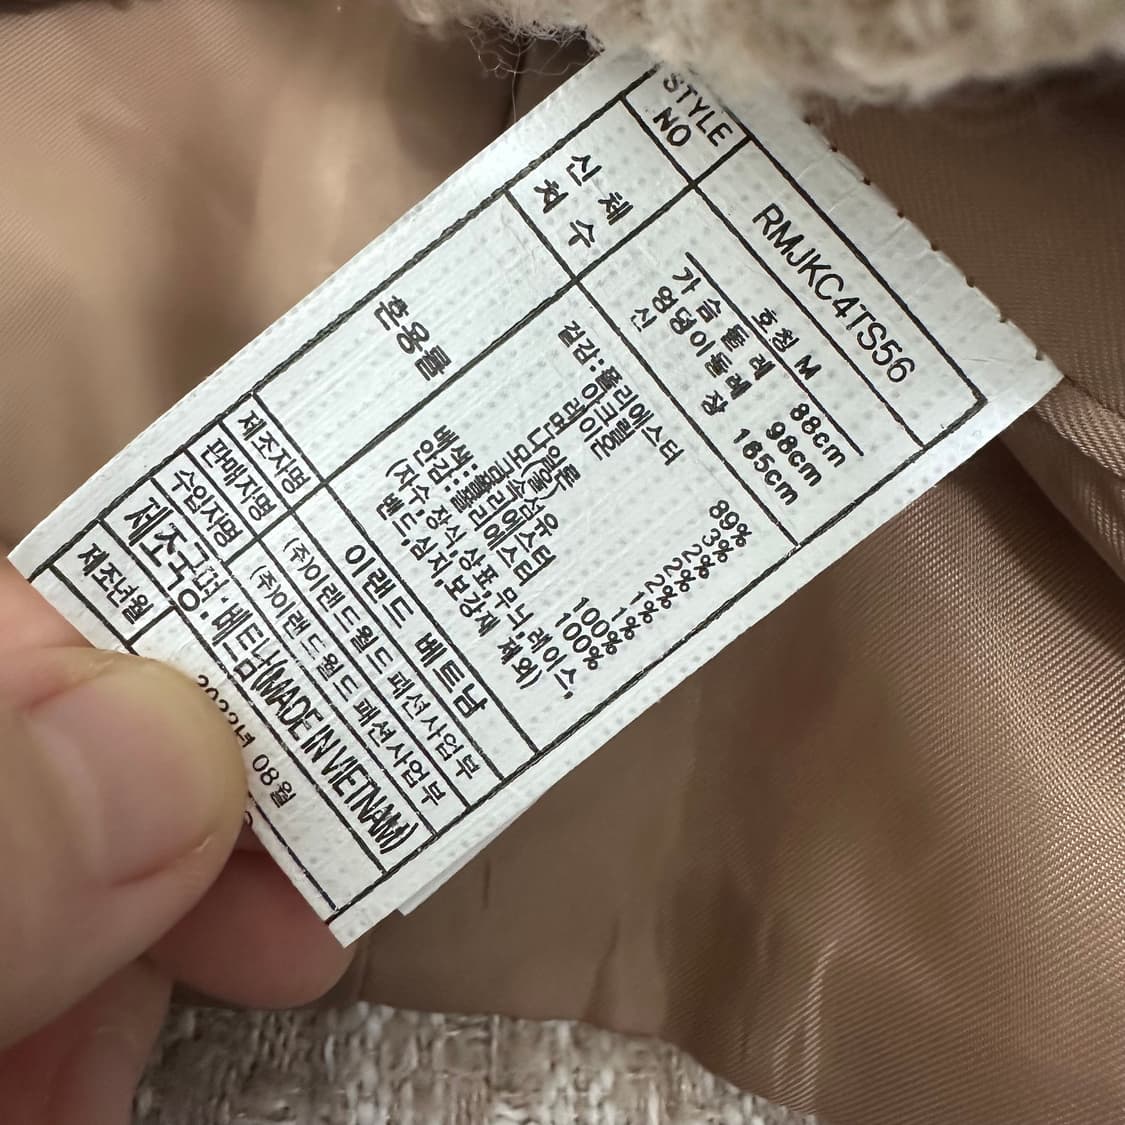 STYLE NO RMJKC4TS56
신체 치수
호칭 M
가슴둘레 88cm
엉덩이둘레 98cm
신장 165cm
혼용률
겉감: 폴리에스터 89%
아크릴 3%
레이온 2%
면 2%
나일론 2%
모(울) 1%
금속섬유 1%
배색: 폴리에스터 100%
안감: 폴리에스터 100%
(자수,장식,상표,무늬,레이스,
밴드,심지,보강재 제외)
제조자명 이랜드 베트남
판매자명 (주)이랜드월드 패션사업부
수입자명 (주)이랜드월드 패션사업부
제조국명:베트남(MADE IN VIETNAM)
제조년월 08월